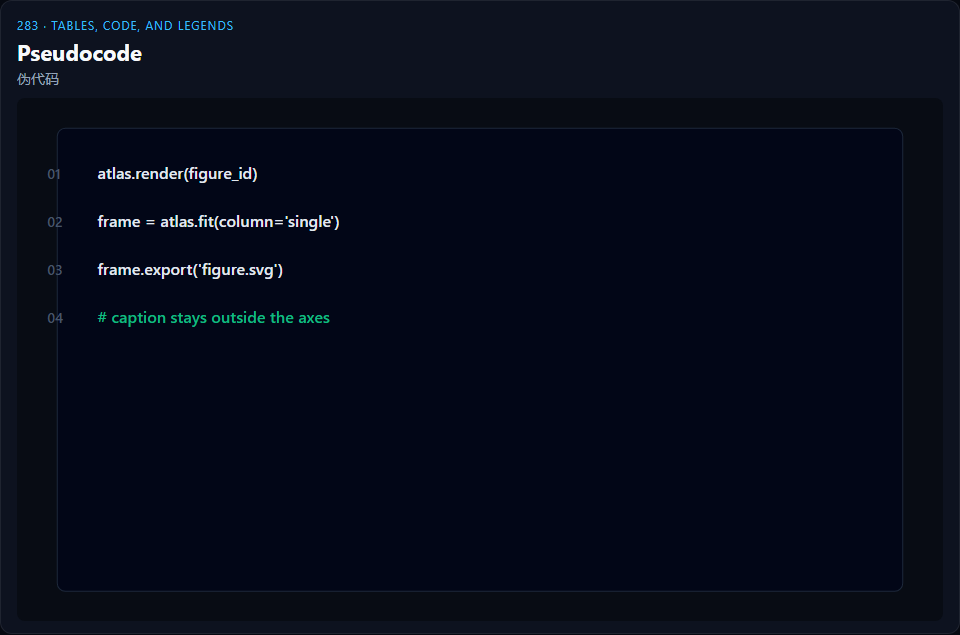 283 · TABLES, CODE, AND LEGENDS
Pseudocode
伪代码
01 atlas.render(figure_id)
02 frame = atlas.fit(column='single')
03 frame.export('figure.svg')
04 # caption stays outside the axes